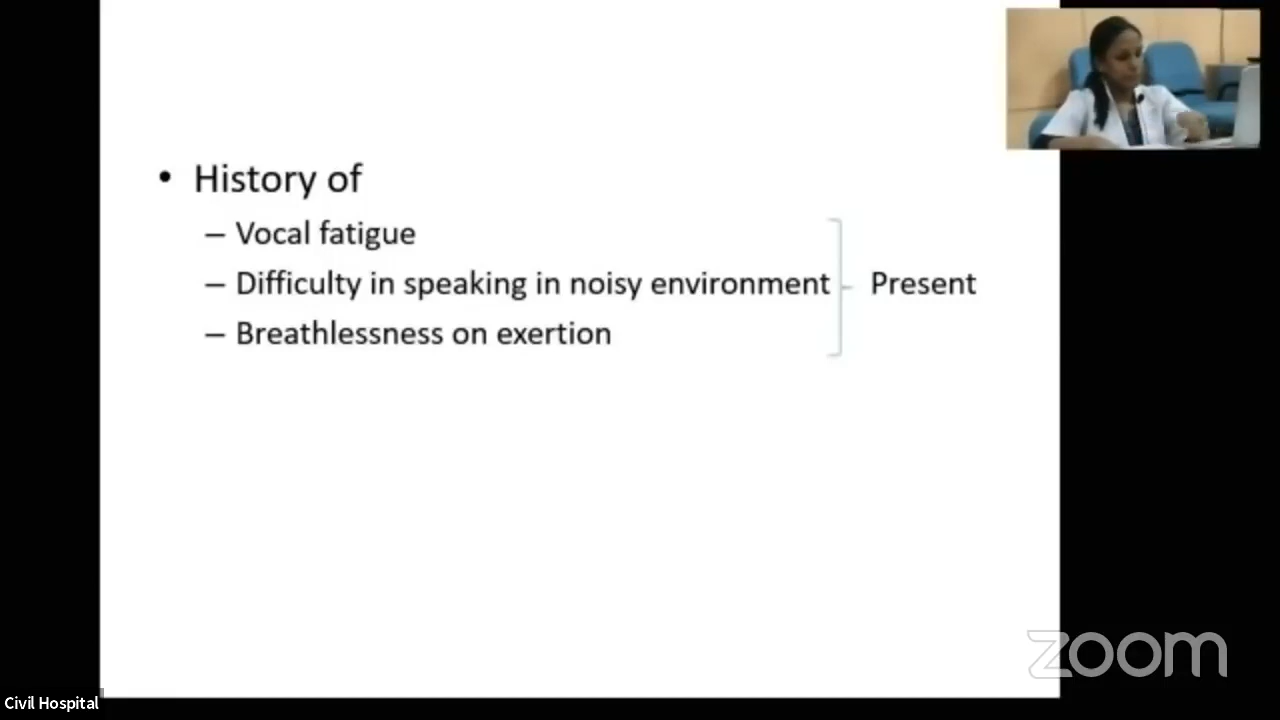 • History of
– Vocal fatigue
– Difficulty in speaking in noisy environment
Present
– Breathlessness on exertion
zoom
Civil Hospital